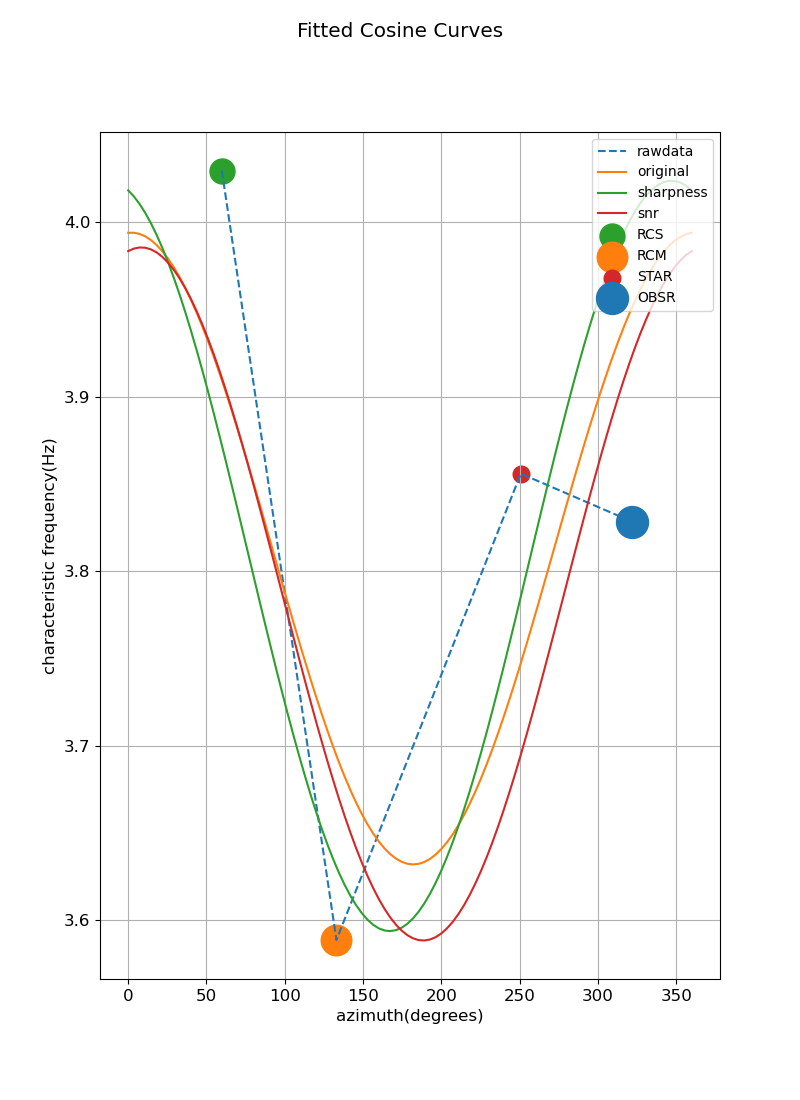 Fitted Cosine Curves
rawdata
original
sharpness
snr
RCS
RCM
STAR
OBSR
4.0
3.9
3.8
3.7
3.6
characteristic frequency(Hz)
0 50 100 150 200 250 300 350
azimuth(degrees)